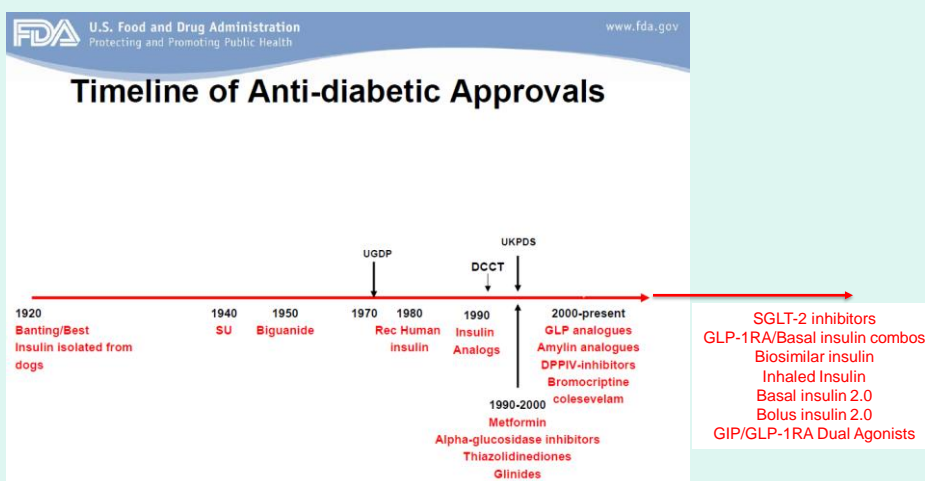 FDA U.S. Food and Drug Administration
Protecting and Promoting Public Health
www.fda.gov
Timeline of Anti-diabetic Approvals
UGDP
DCCT
UKPDS
1920
Banting/Best
Insulin isolated from
dogs
1940
SU
1950
Biguanide
1970
1980
Rec Human
insulin
1990
Insulin
Analogs
1990-2000
Metformin
Alpha-glucosidase inhibitors
Thiazolidinediones
Glinides
2000-present
GLP analogues
Amylin analogues
DPPIV-inhibitors
Bromocriptine
colesevelam
SGLT-2 inhibitors
GLP-1RA/Basal insulin combos
Biosimilar insulin
Inhaled Insulin
Basal insulin 2.0
Bolus insulin 2.0
GIP/GLP-1RA Dual Agonists